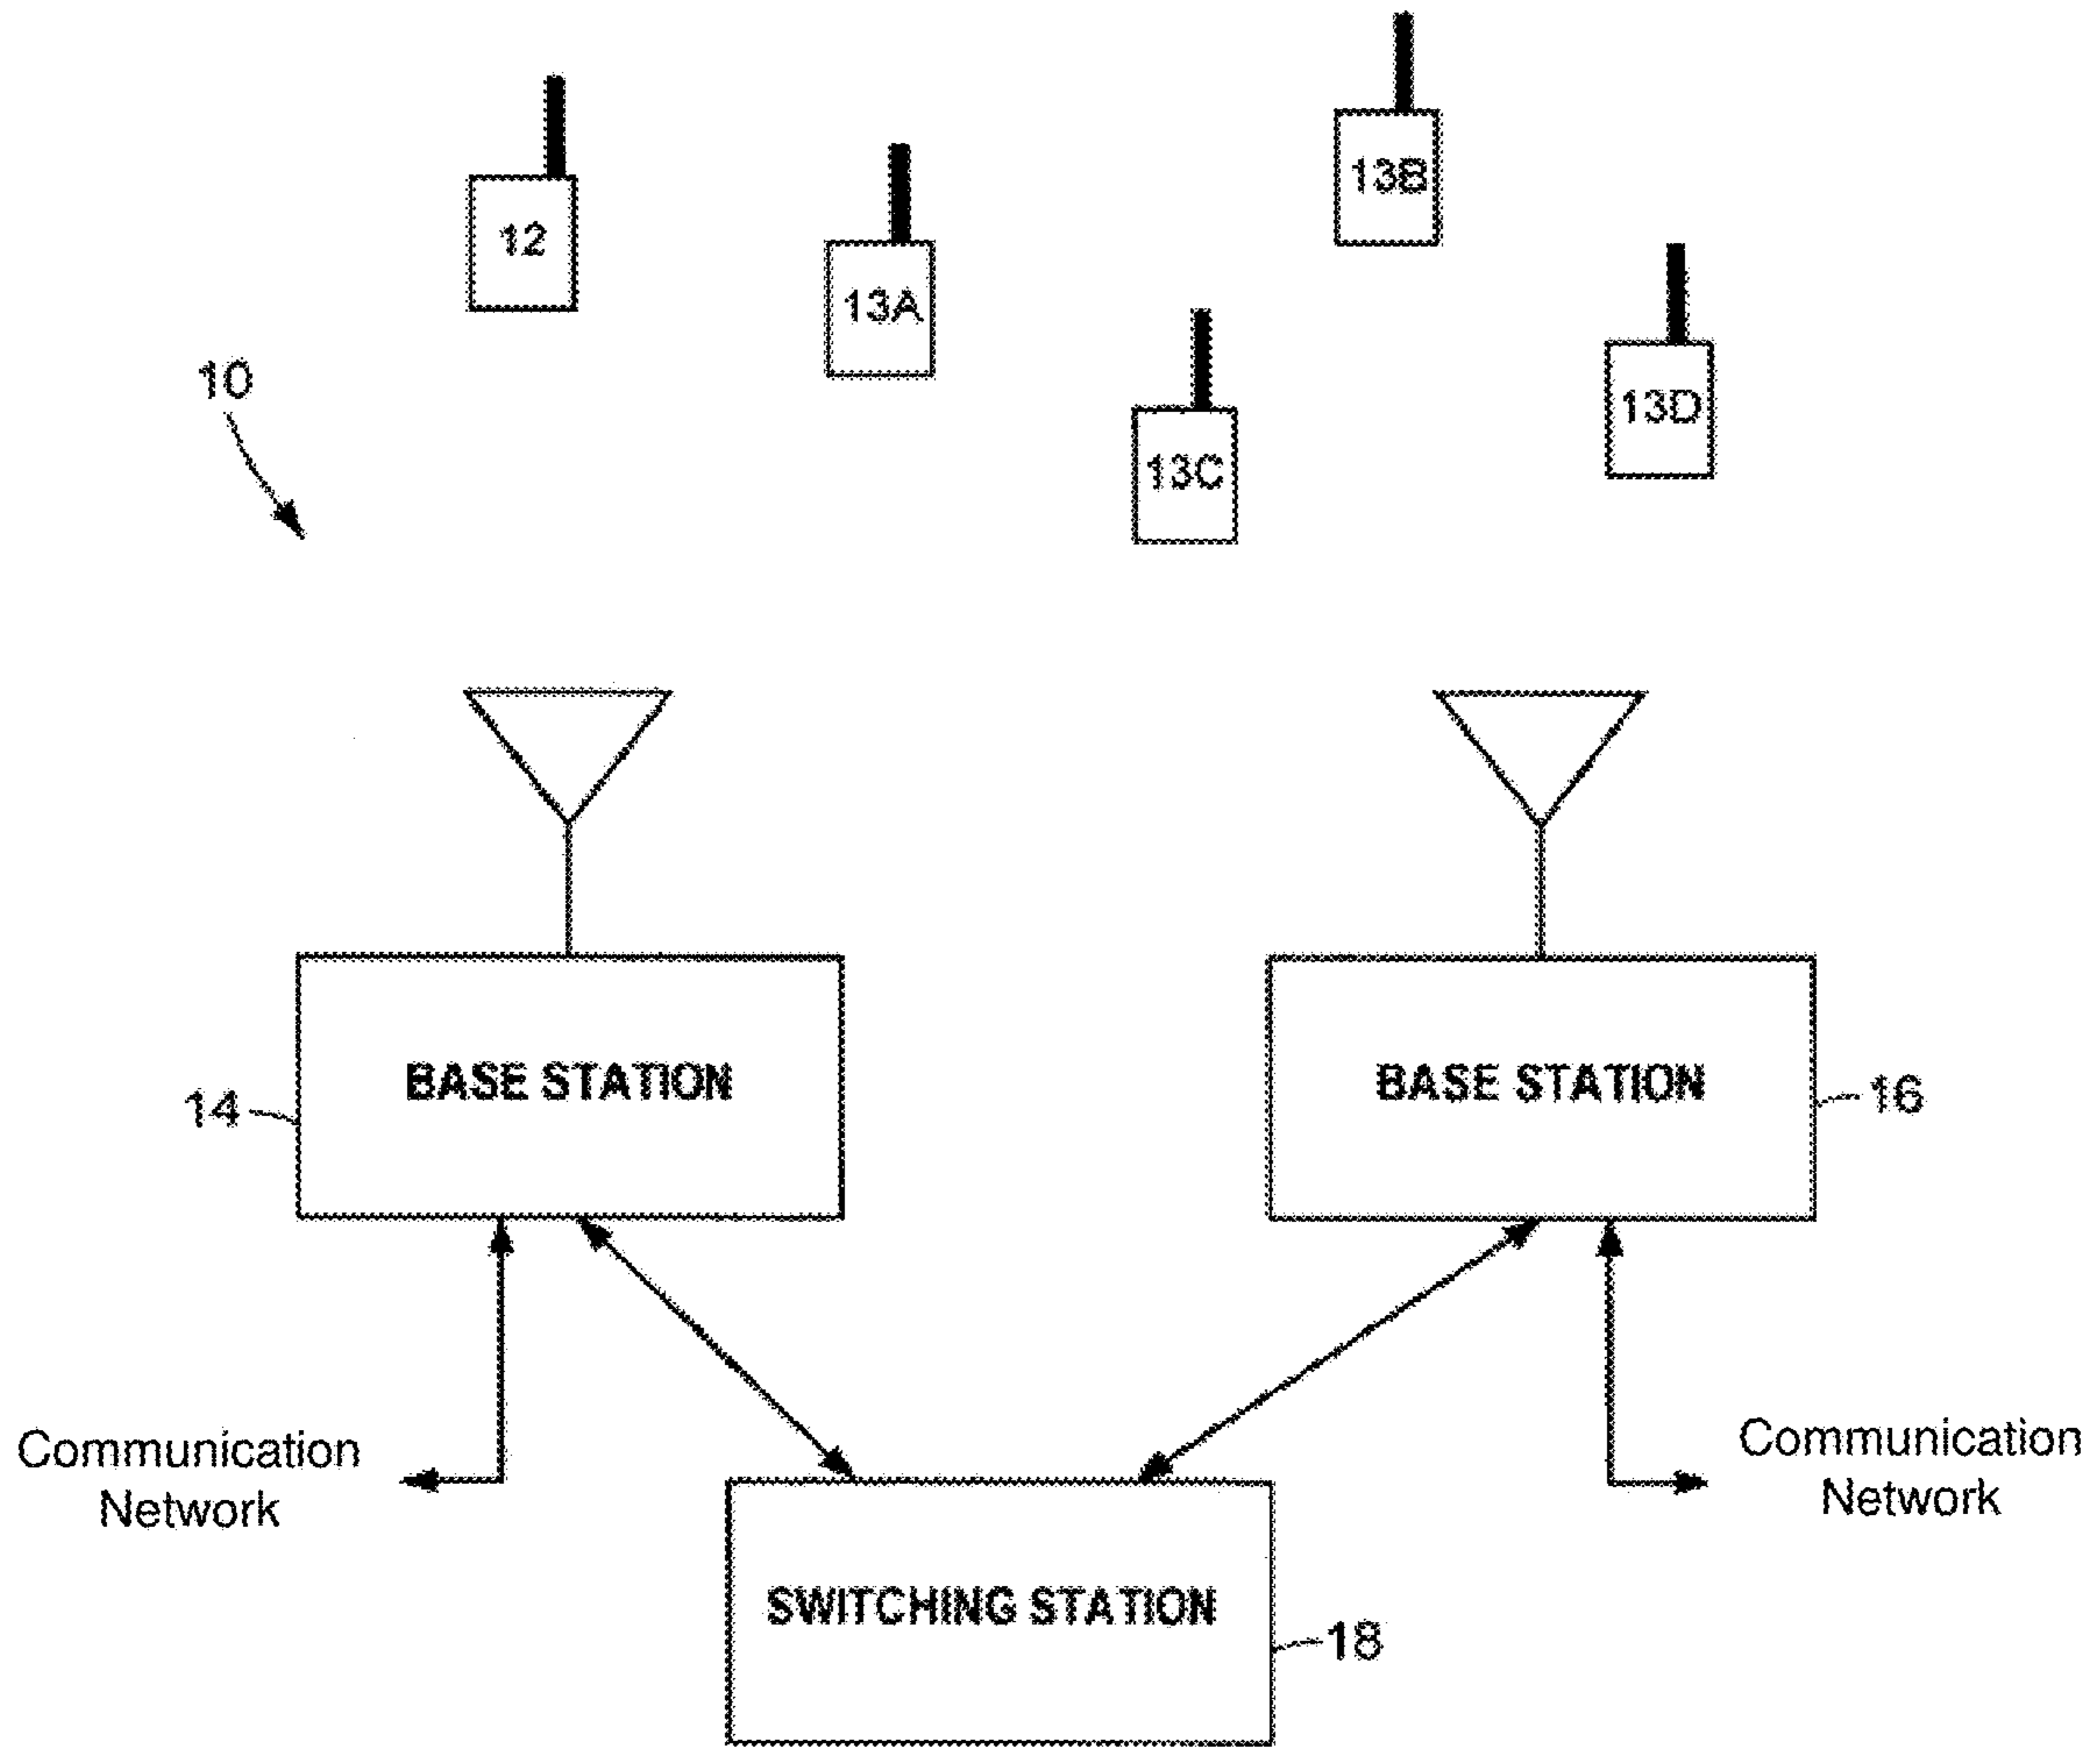 13B
12
13A
10
13D
13C
BASE STATION
BASE STATION
14
16
Communication
Network
Communication
Network
SWITCHING STATION
18